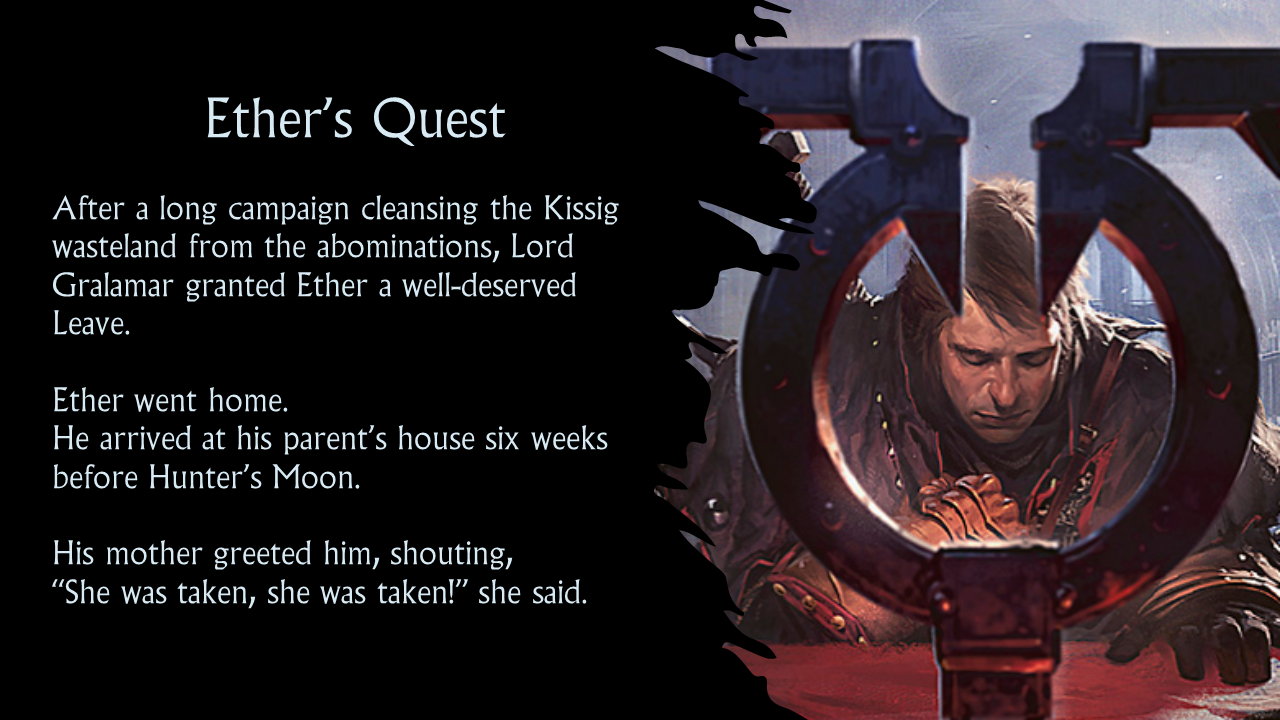 Ether’s Quest
After a long campaign cleansing the Kissig
wasteland from the abominations, Lord
Gralamar granted Ether a well-deserved
Leave.
Ether went home.
He arrived at his parent’s house six weeks
before Hunter’s Moon.
His mother greeted him, shouting,
“She was taken, she was taken!” she said.